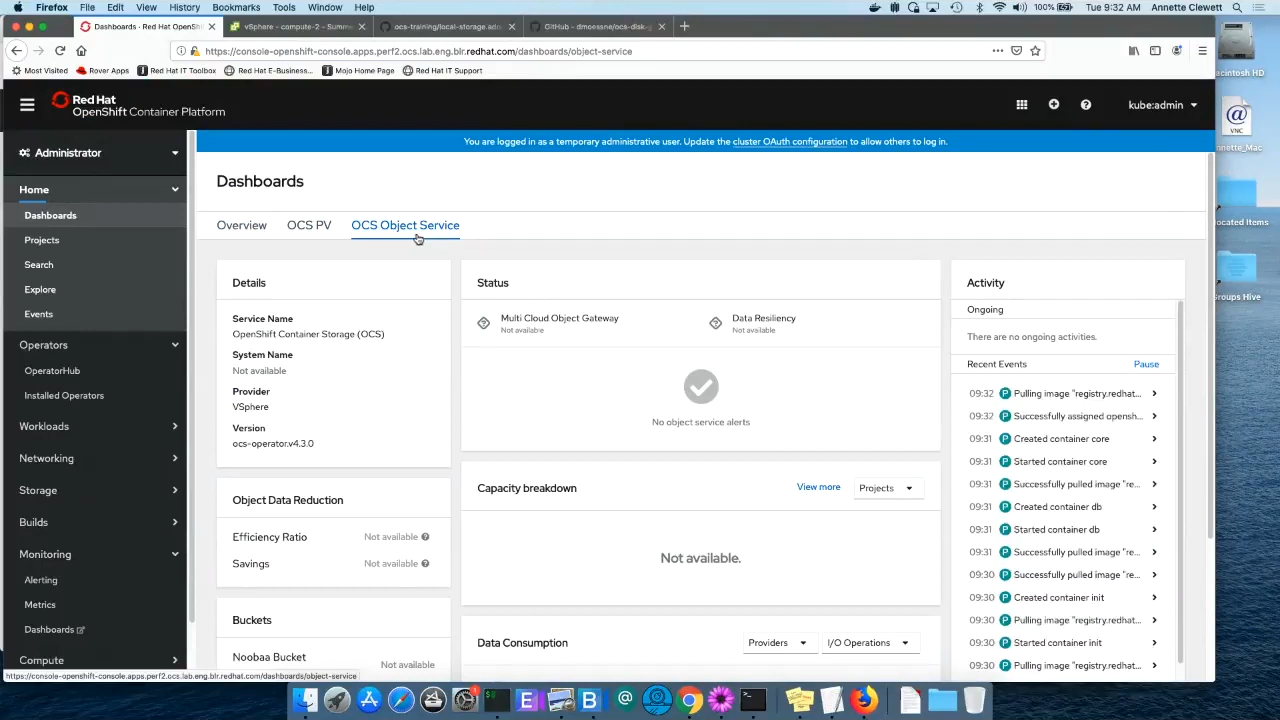 Firefox File Edit View History Bookmarks Tools Window Help
100% Tue 9:32 AM Annette Clewett
Dashboards · Red Hat OpenShift
vSphere - compute-2 - Summ
ocs-training/local-storage.ado
GitHub - dmoessne/ocs-disk-g
https://console-openshift-console.apps.perf2.ocs.lab.eng.blr.redhat.com/dashboards/object-service
Most Visited Rover Apps Red Hat IT Toolbox Red Hat E-Business... Mojo Home Page Red Hat IT Support
Red Hat
OpenShift Container Platform
kube:admin
You are logged in as a temporary administrative user. Update the cluster OAuth configuration to allow others to log in.
Administrator
Home
Dashboards
Projects
Search
Explore
Events
Operators
OperatorHub
Installed Operators
Workloads
Networking
Storage
Builds
Monitoring
Alerting
Metrics
Dashboards
Compute
Dashboards
Overview OCS PV OCS Object Service
Details
Service Name
OpenShift Container Storage (OCS)
System Name
Not available
Provider
VSphere
Version
ocs-operator.v4.3.0
Object Data Reduction
Efficiency Ratio Not available
Savings Not available
Buckets
Noobaa Bucket Not available
Status
Multi Cloud Object Gateway
Not available
Data Resiliency
Not available
No object service alerts
Capacity breakdown View more Projects
Not available.
Data Consumption Providers I/O Operations
Activity
Ongoing
There are no ongoing activities.
Recent Events Pause
09:32 P Pulling image "registry.redhat...
09:32 P Successfully assigned opensh...
09:31 P Created container core
09:31 P Started container core
09:31 P Successfully pulled image "re...
09:31 P Created container db
09:31 P Started container db
09:31 P Successfully pulled image "re...
09:30 P Successfully pulled image "re...
09:30 P Created container init
09:30 P Pulling image "registry.redhat...
09:30 P Started container init
09:30 P Pulling image "registry.redhat...
https://console-openshift-console.apps.perf2.ocs.lab.eng.blr.redhat.com/dashboards/object-service
acintosh HD
VNC
nnette_Mac
ocated Items
Groups Hive